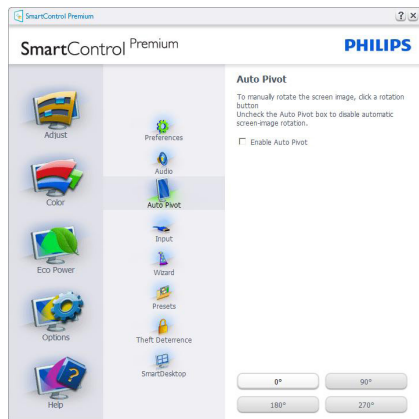 SmartControl Premium
SmartControl Premium
PHILIPS
Adjust
Color
Eco Power
Options
Help
Preferences
Audio
Auto Pivot
Input
Wizard
Presets
Theft Deterrence
SmartDesktop
Auto Pivot
To manually rotate the screen image, click a rotation
button
Uncheck the Auto Pivot box to disable automatic
screen-image rotation.
Enable Auto Pivot
0° 90°
180° 270°